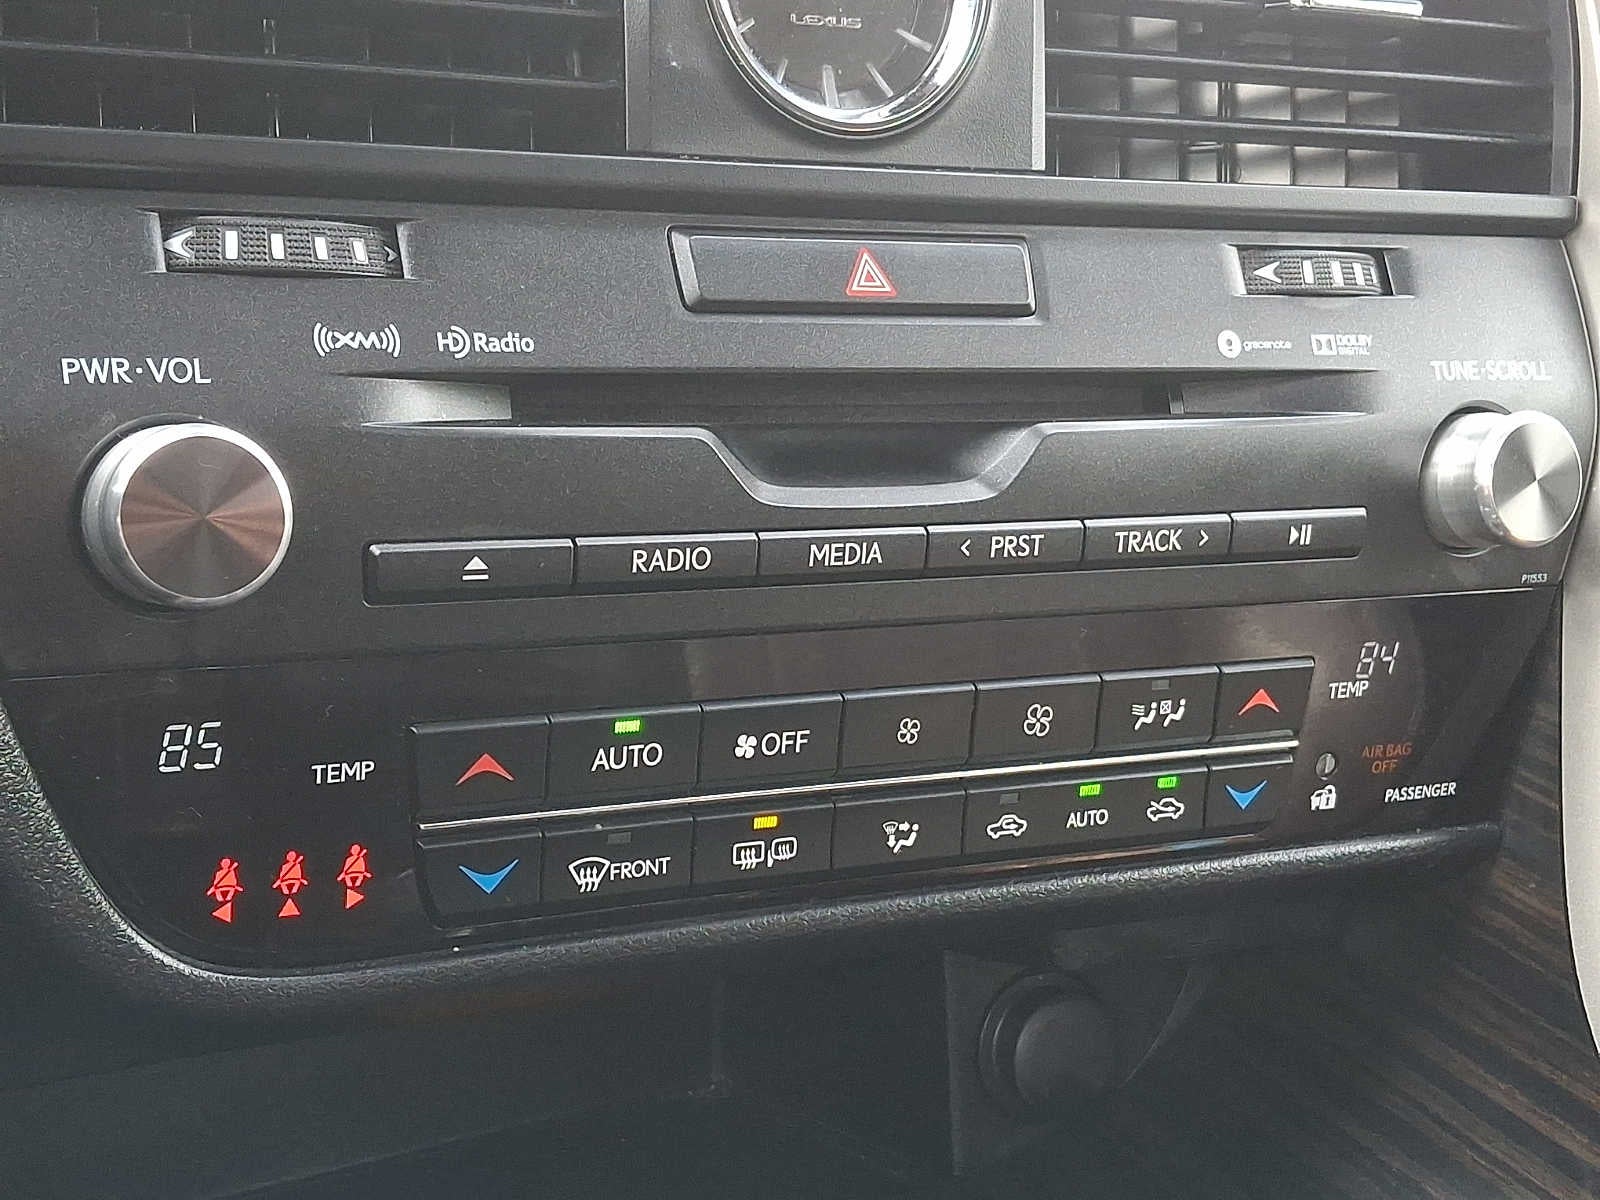 LEXUS
XM
HD Radio
gracenote
DOLBY
DIGITAL
PWR·VOL
TUNE·SCROLL
RADIO
MEDIA
< PRST
TRACK >
P11553
85
TEMP
AUTO
OFF
84
TEMP
FRONT
AUTO
AIR BAG
OFF
PASSENGER